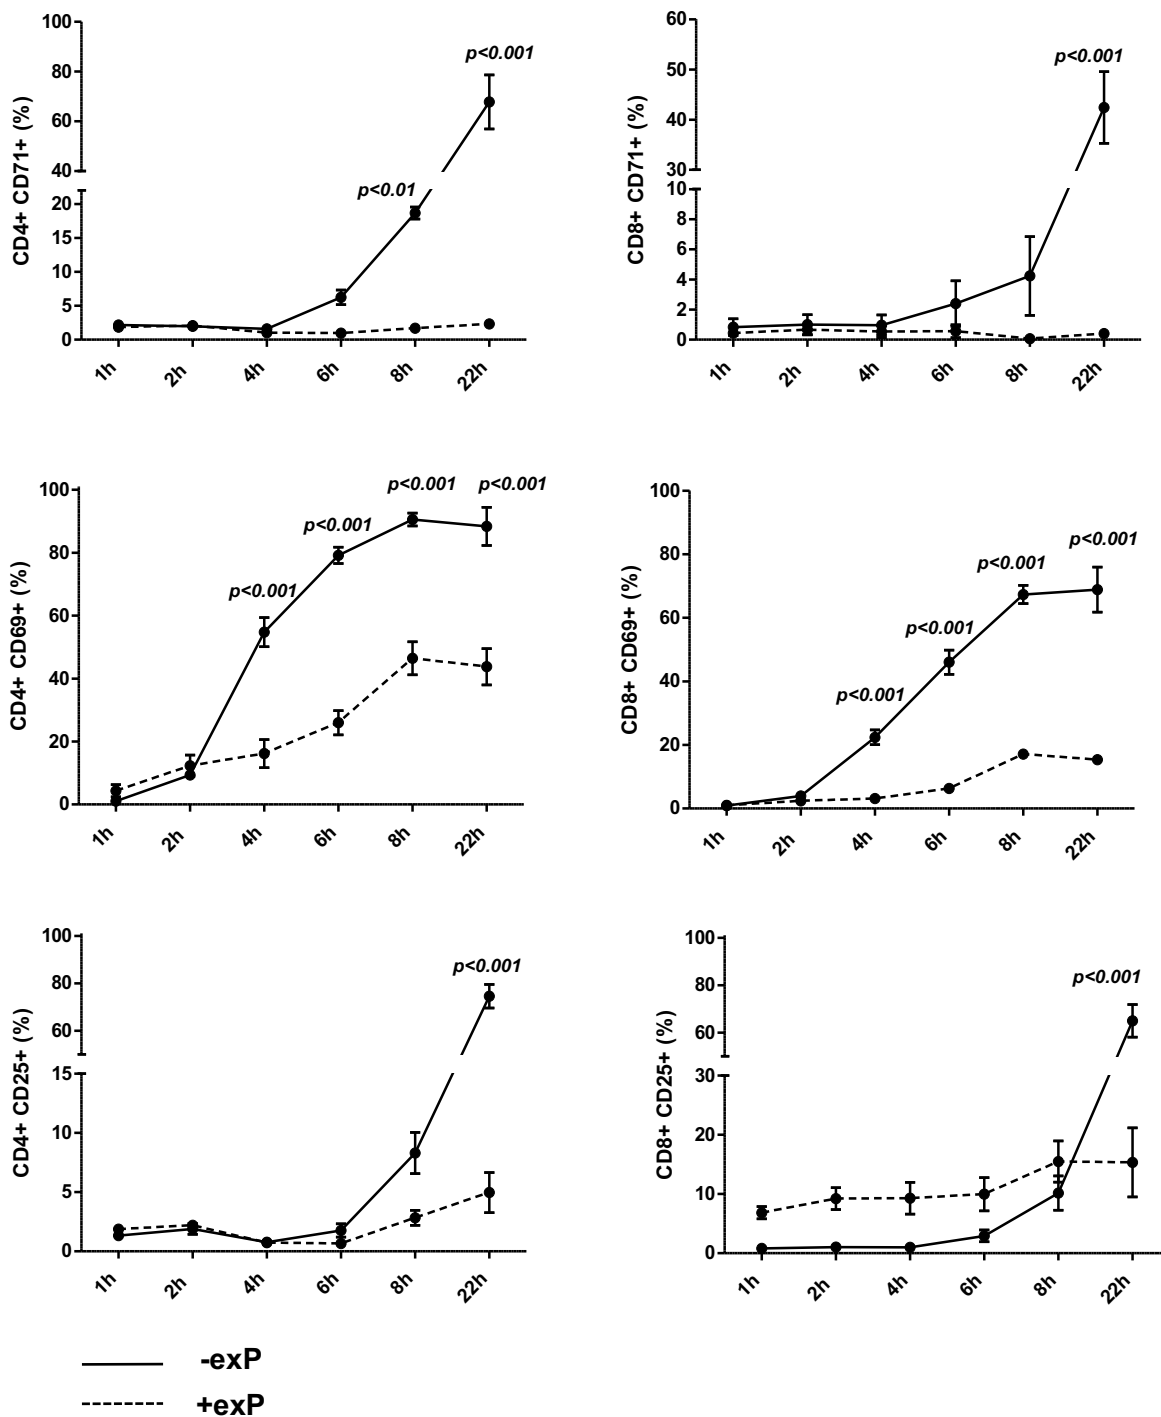 CD4+ CD71+ (%)
100
80
60
40
20
15
10
5
0
p<0.01
p<0.001
1h 2h 4h 6h 8h 22h
CD8+ CD71+ (%)
60
50
40
30
10
8
6
4
2
0
p<0.001
1h 2h 4h 6h 8h 22h
CD4+ CD69+ (%)
100
80
60
40
20
0
p<0.001
p<0.001
p<0.001
p<0.001
1h 2h 4h 6h 8h 22h
CD8+ CD69+ (%)
100
80
60
40
20
0
p<0.001
p<0.001
p<0.001
p<0.001
1h 2h 4h 6h 8h 22h
CD4+ CD25+ (%)
100
80
60
15
10
5
0
p<0.001
1h 2h 4h 6h 8h 22h
CD8+ CD25+ (%)
100
80
60
30
20
10
0
p<0.001
1h 2h 4h 6h 8h 22h
-exP
+exP